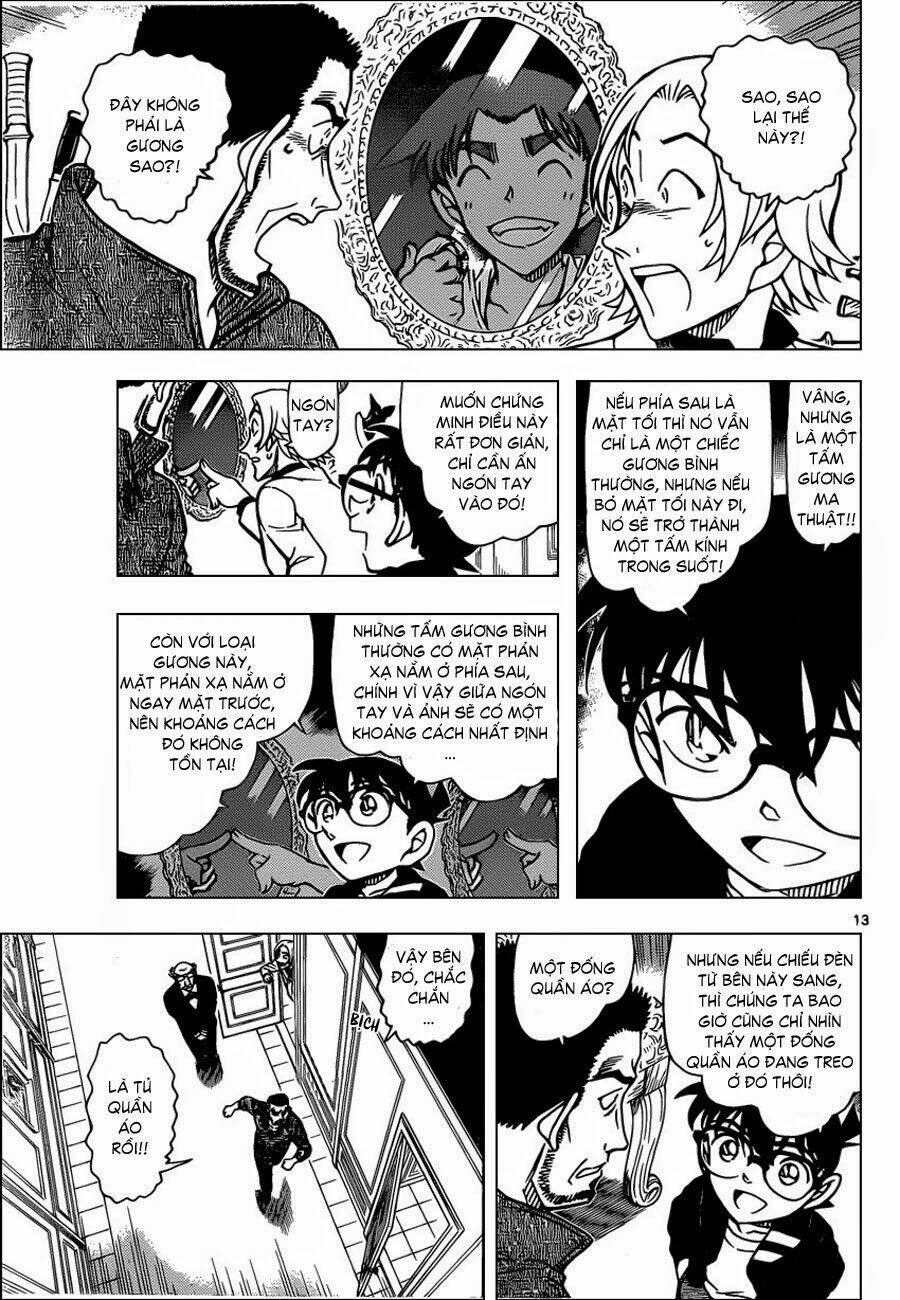 SAO, SAO
LẠI THẾ
NÀY?!
ĐÂY KHÔNG
PHẢI LÀ
GƯƠNG
SAO?!
VÂNG,
NHƯNG
LÀ MỘT
TẤM
GƯƠNG
MA
THUẬT!!
NẾU PHÍA SAU LÀ
MẶT TỐI THÌ NÓ VẪN
CHỈ LÀ MỘT CHIẾC
GƯƠNG BÌNH
THƯỜNG, NHƯNG NẾU
BỎ MẶT TỐI NÀY ĐI,
NÓ SẼ TRỞ THÀNH
MỘT TẤM KÍNH
TRONG SUỐT!
MUỐN CHỨNG
MINH ĐIỀU NÀY
RẤT ĐƠN GIẢN,
CHỈ CẦN ẤN
NGÓN TAY
VÀO ĐÓ!
NGÓN
TAY?
NHỮNG TẤM GƯƠNG BÌNH
THƯỜNG CÓ MẶT PHẢN
XẠ NẰM Ở PHÍA SAU,
CHÍNH VÌ VẬY GIỮA NGÓN
TAY VÀ ẢNH SẼ CÓ MỘT
KHOẢNG CÁCH NHẤT ĐỊNH
...
CÒN VỚI LOẠI
GƯƠNG NÀY,
MẶT PHẢN XẠ NẰM Ở
NGAY MẶT TRƯỚC,
NÊN KHOẢNG CÁCH
ĐÓ KHÔNG
TỒN TẠI!
13
NHƯNG NẾU CHIẾU ĐÈN
TỪ BÊN NÀY SANG,
THÌ CHÚNG TA BAO
GIỜ CŨNG CHỈ NHÌN
THẤY MỘT ĐỐNG
QUẦN ÁO ĐANG TREO
Ở ĐÓ THÔI!
MỘT ĐỐNG
QUẦN ÁO?
VẬY BÊN
ĐÓ, CHẮC
CHẮN
...
BỊCH
LÀ TỦ
QUẦN
ÁO
RỒI!!